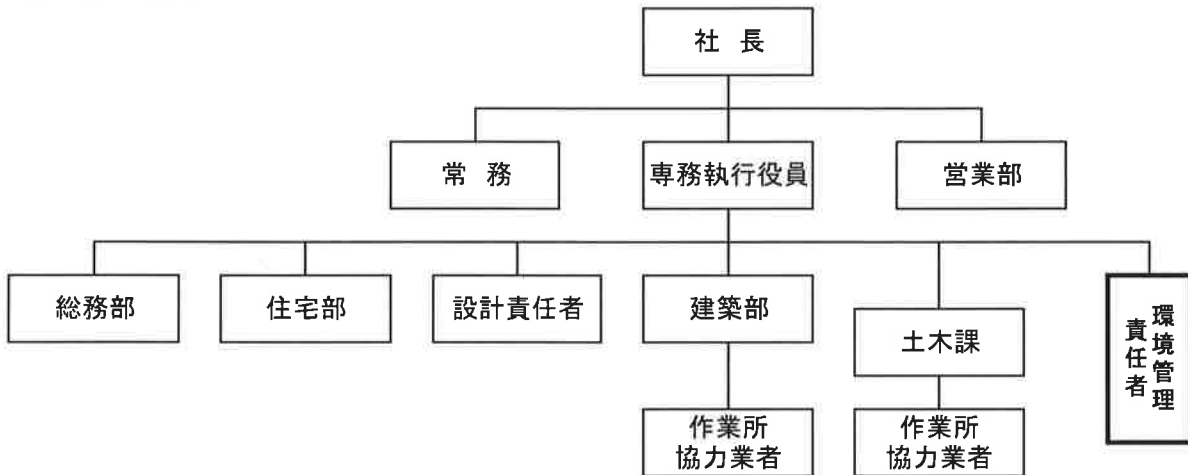 社 長
常 務
専務執行役員
営業部
総務部
住宅部
設計責任者
建築部
土木課
環境管理
責任者
作業所
協力業者
作業所
協力業者